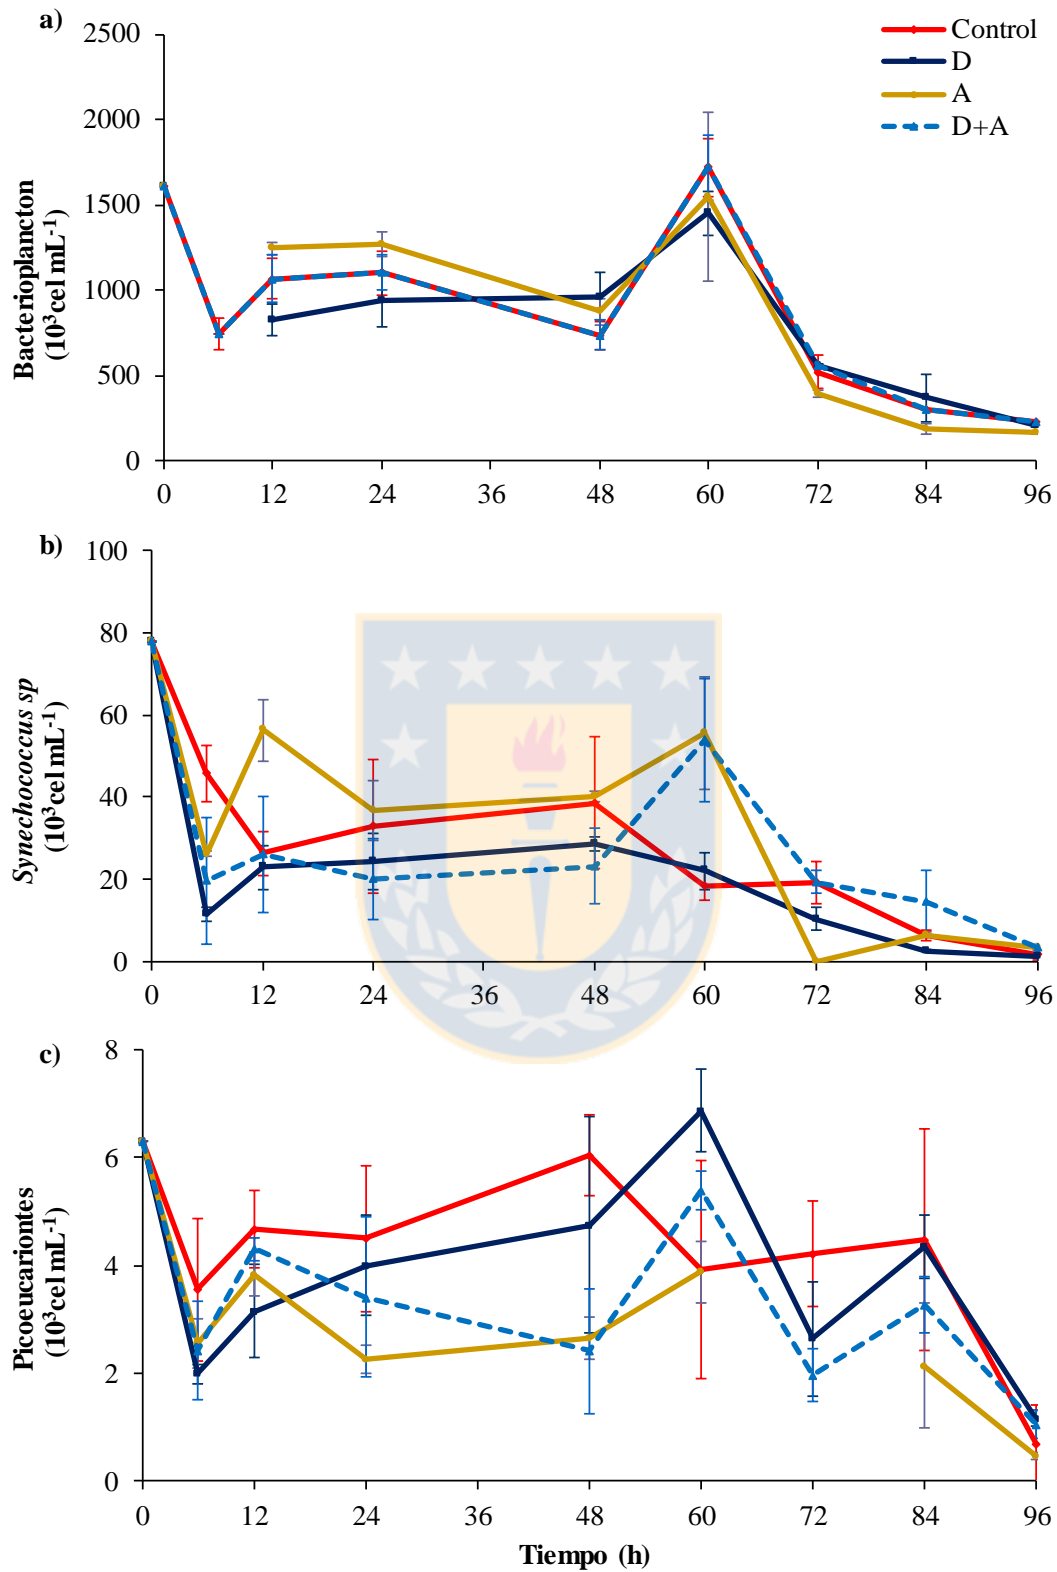 a)
2500
2000
1500
1000
500
0
Bacterioplancton
(10³cel mL⁻¹)
Control
D
A
D+A
0 12 24 36 48 60 72 84 96
b)
100
80
60
40
20
0
Synechococcus sp
(10³cel mL⁻¹)
0 12 24 36 48 60 72 84 96
c)
8
6
4
2
0
Picoeucariontes
(10³cel mL⁻¹)
0 12 24 36 48 60 72 84 96
Tiempo (h)